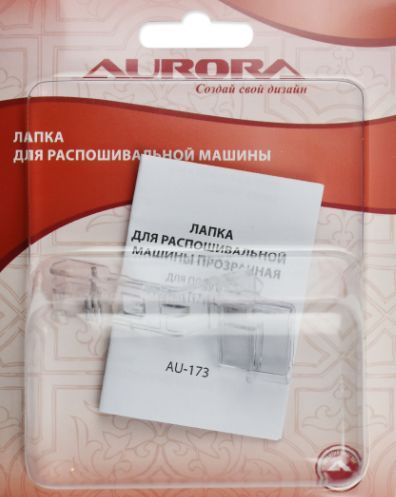 AURORA
Создай свой дизайн
ЛАПКА
ДЛЯ РАСПОШИВАЛЬНОЙ МАШИНЫ
ЛАПКА
ДЛЯ РАСПОШИВАЛЬНОЙ
МАШИНЫ ПРОЗРАЧНАЯ
AU-173